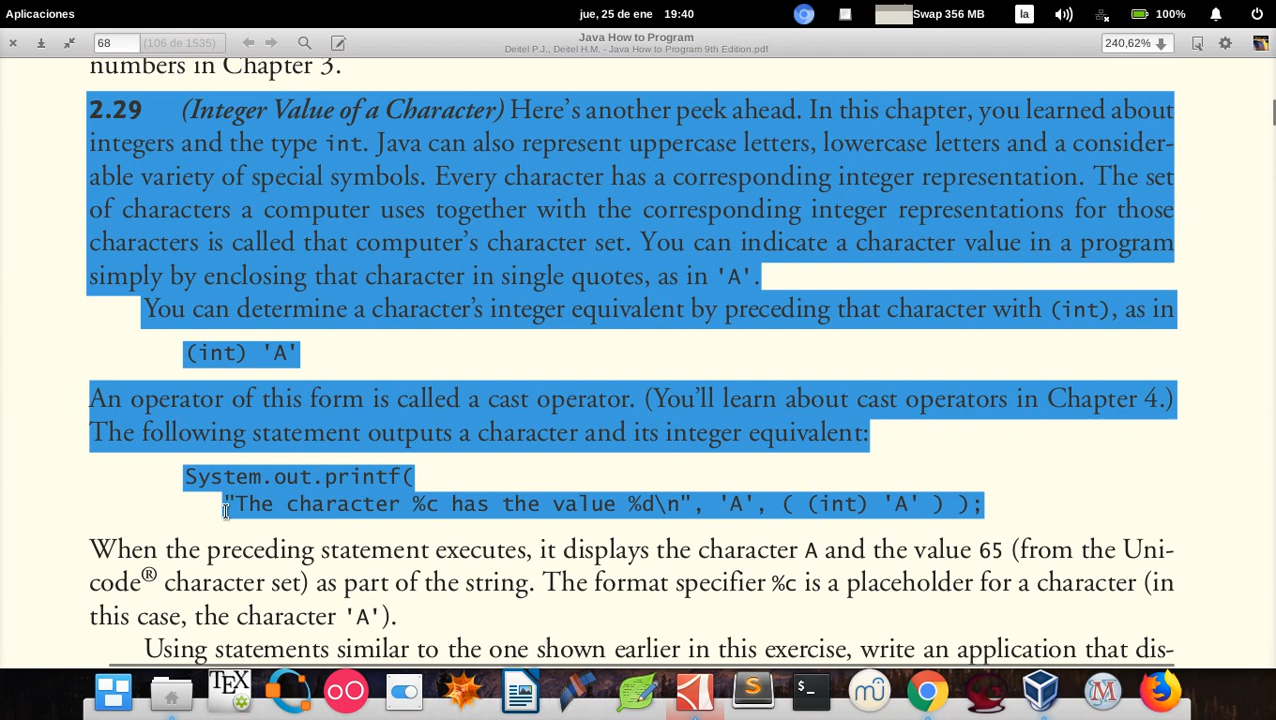 Aplicaciones
jue, 25 de ene 19:40
Swap 356 MB
la
100%
68
(106 de 1535)
Java How to Program
Deitel P.J., Deitel H.M. - Java How to Program 9th Edition.pdf
240,62%
numbers in Chapter 3.
2.29 (Integer Value of a Character) Here’s another peek ahead. In this chapter, you learned about
integers and the type int. Java can also represent uppercase letters, lowercase letters and a consider-
able variety of special symbols. Every character has a corresponding integer representation. The set
of characters a computer uses together with the corresponding integer representations for those
characters is called that computer’s character set. You can indicate a character value in a program
simply by enclosing that character in single quotes, as in 'A'.
You can determine a character’s integer equivalent by preceding that character with (int), as in
(int) 'A'
An operator of this form is called a cast operator. (You’ll learn about cast operators in Chapter 4.)
The following statement outputs a character and its integer equivalent:
System.out.printf(
"The character %c has the value %d\n", 'A', ( (int) 'A' ) );
When the preceding statement executes, it displays the character A and the value 65 (from the Uni-
code® character set) as part of the string. The format specifier %c is a placeholder for a character (in
this case, the character 'A').
Using statements similar to the one shown earlier in this exercise, write an application that dis-
TEX
S
>_
mu
M